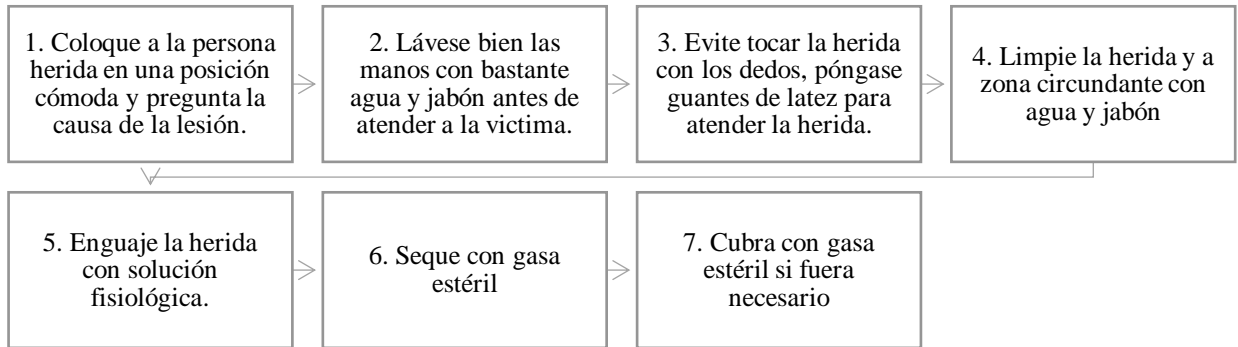 1. Coloque a la persona
herida en una posición
cómoda y pregunta la
causa de la lesión.
2. Lávese bien las
manos con bastante
agua y jabón antes de
atender a la victima.
3. Evite tocar la herida
con los dedos, póngase
guantes de latez para
atender la herida.
4. Limpie la herida y a
zona circundante con
agua y jabón
5. Enguaje la herida
con solución
fisiológica.
6. Seque con gasa
estéril
7. Cubra con gasa
estéril si fuera
necesario